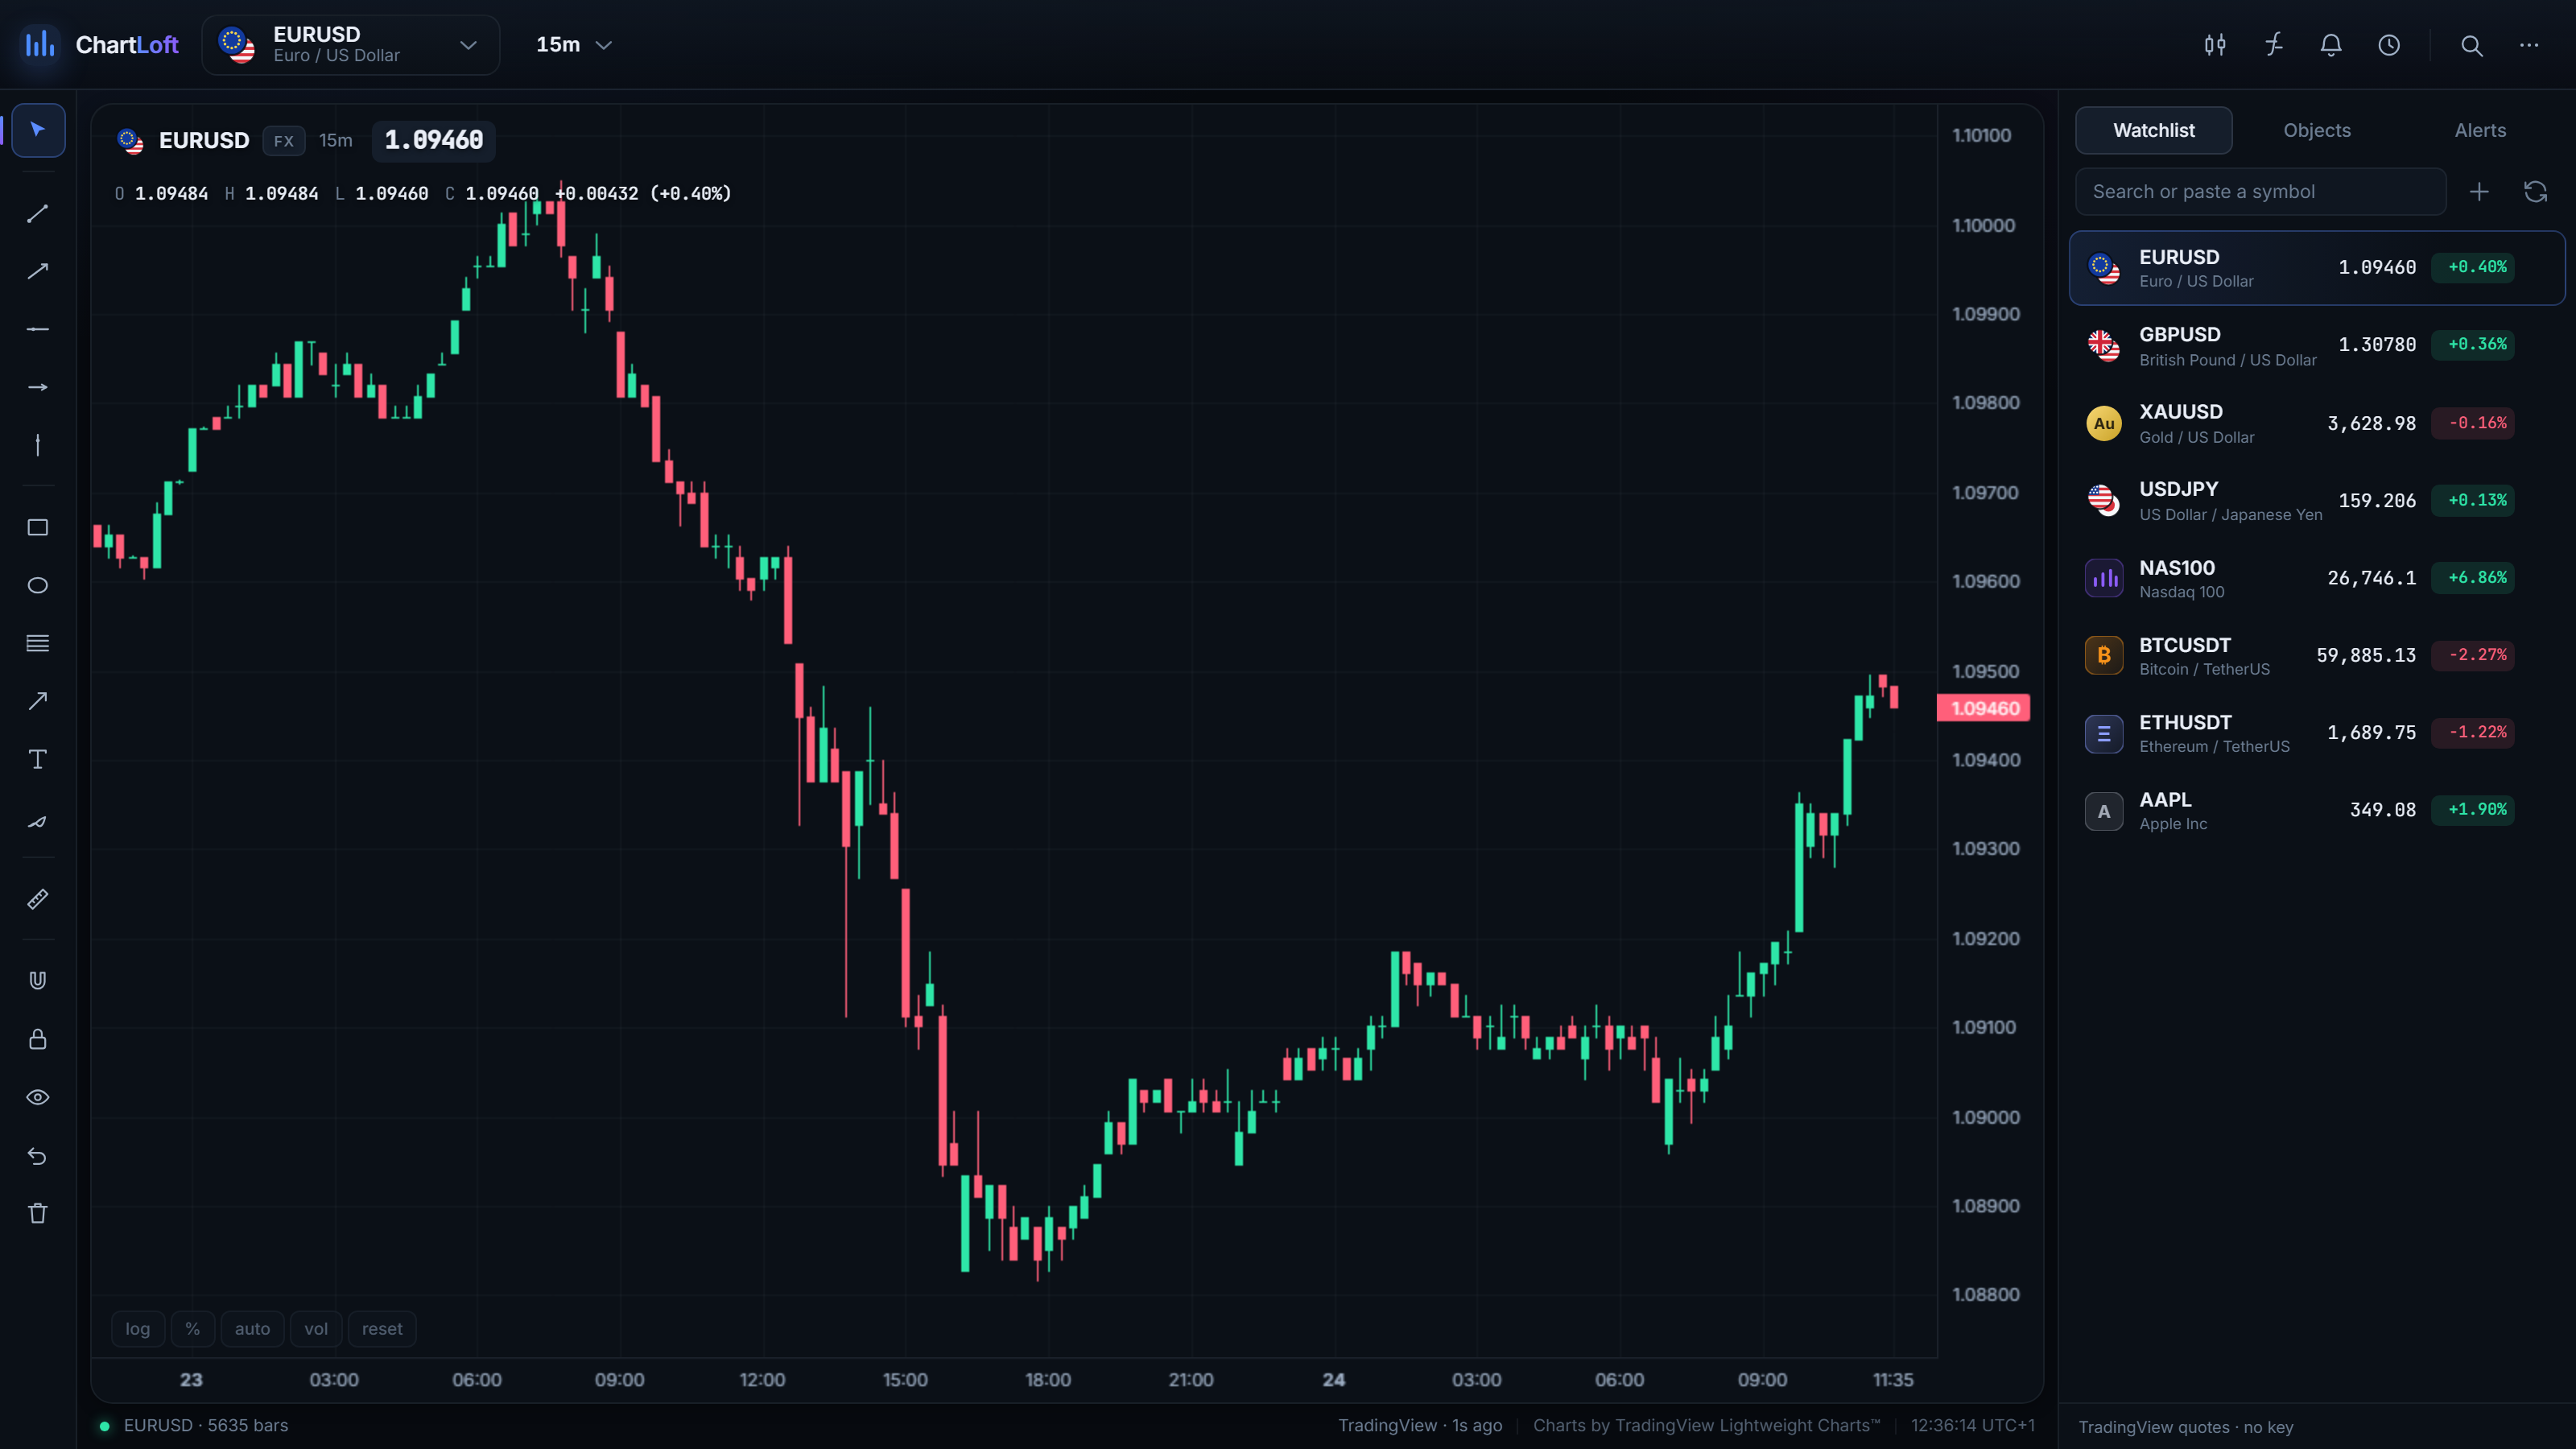 ChartLoft
EURUSD
Euro / US Dollar
15m
EURUSD FX 15m 1.09460
O 1.09484 H 1.09484 L 1.09460 C 1.09460 +0.00432 (+0.40%)
1.10100
1.10000
1.09900
1.09800
1.09700
1.09600
1.09500
1.09460
1.09400
1.09300
1.09200
1.09100
1.09000
1.08900
1.08800
log % auto vol reset
23 03:00 06:00 09:00 12:00 15:00 18:00 21:00 24 03:00 06:00 09:00 11:35
EURUSD · 5635 bars
TradingView · 1s ago
Charts by TradingView Lightweight Charts™
12:36:14 UTC+1
Watchlist Objects Alerts
Search or paste a symbol
EURUSD 1.09460 +0.40%
Euro / US Dollar
GBPUSD 1.30780 +0.36%
British Pound / US Dollar
Au
XAUUSD 3,628.98 -0.16%
Gold / US Dollar
USDJPY 159.206 +0.13%
US Dollar / Japanese Yen
NAS100 26,746.1 +6.86%
Nasdaq 100
BTCUSDT 59,885.13 -2.27%
Bitcoin / TetherUS
ETHUSDT 1,689.75 -1.22%
Ethereum / TetherUS
A
AAPL 349.08 +1.90%
Apple Inc
TradingView quotes · no key